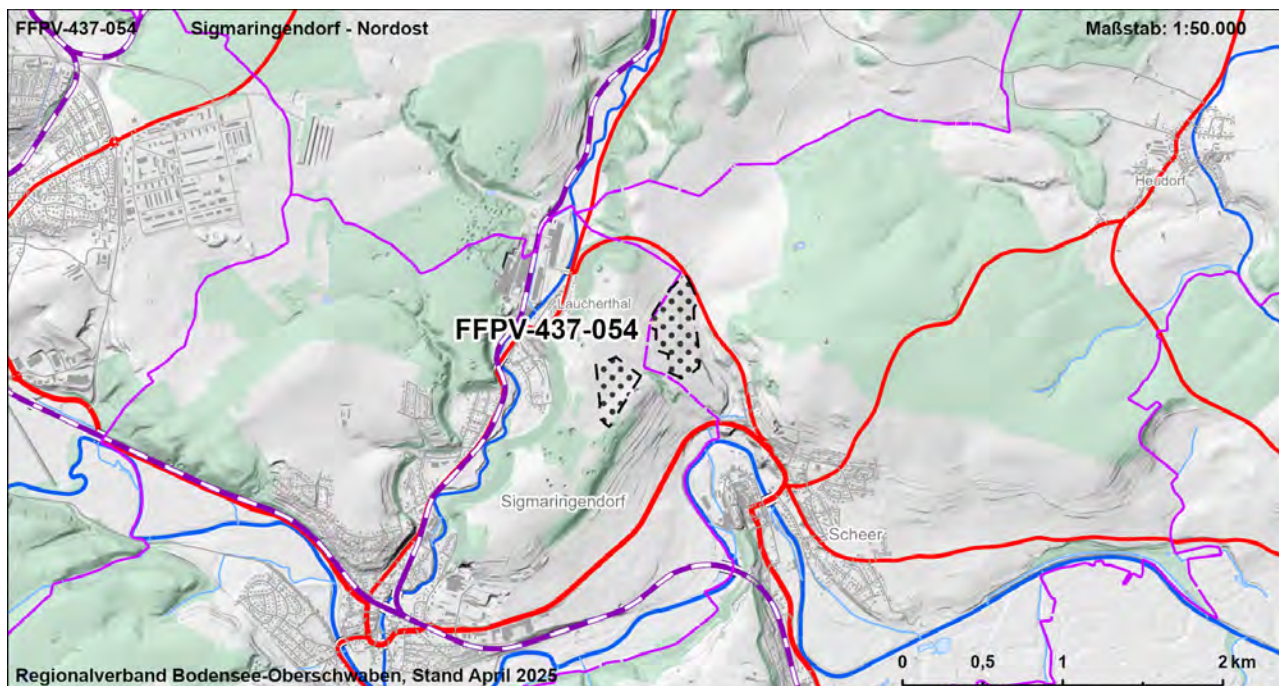 FFPV-437-054 Sigmaringendorf - Nordost Maßstab: 1:50.000
Heudorf
Laucherthal
FFPV-437-054
Sigmaringendorf
Scheer
Regionalverband Bodensee-Oberschwaben, Stand April 2025
0 0,5 1 2 km